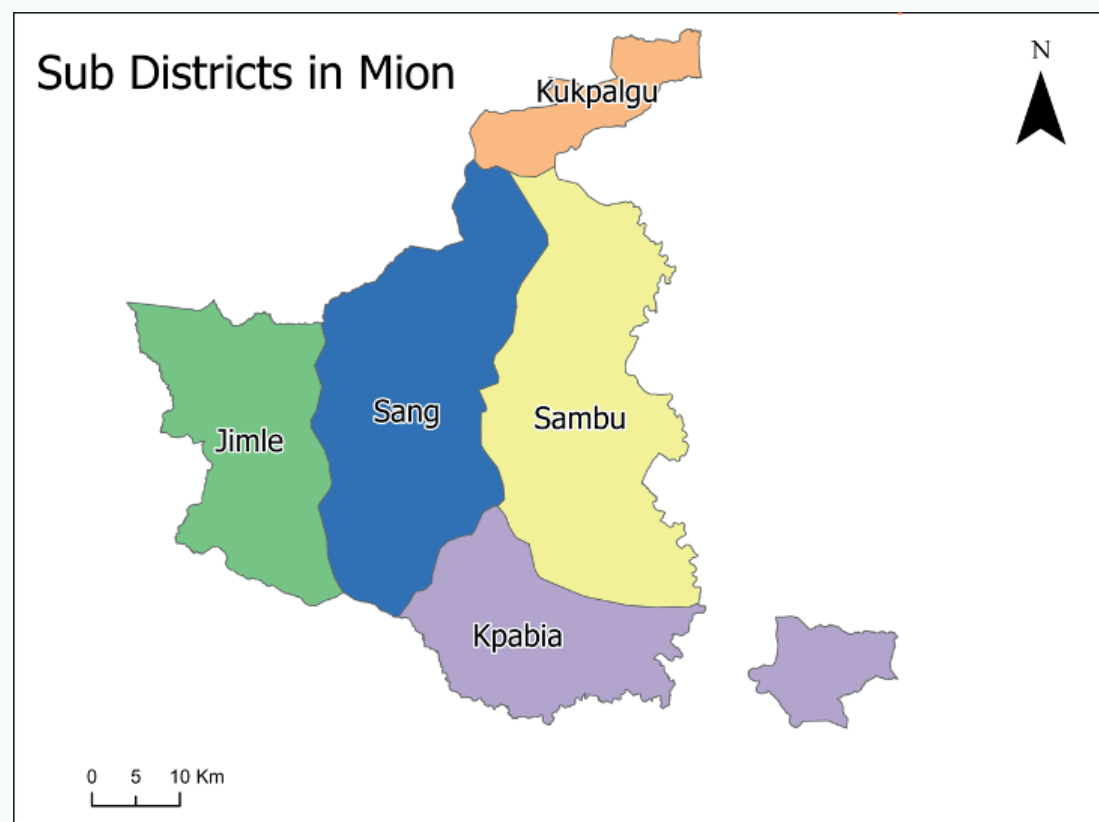 Sub Districts in Mion
N
Kukpalgu
Sang
Sambu
Jimle
Kpabia
0 5 10 Km